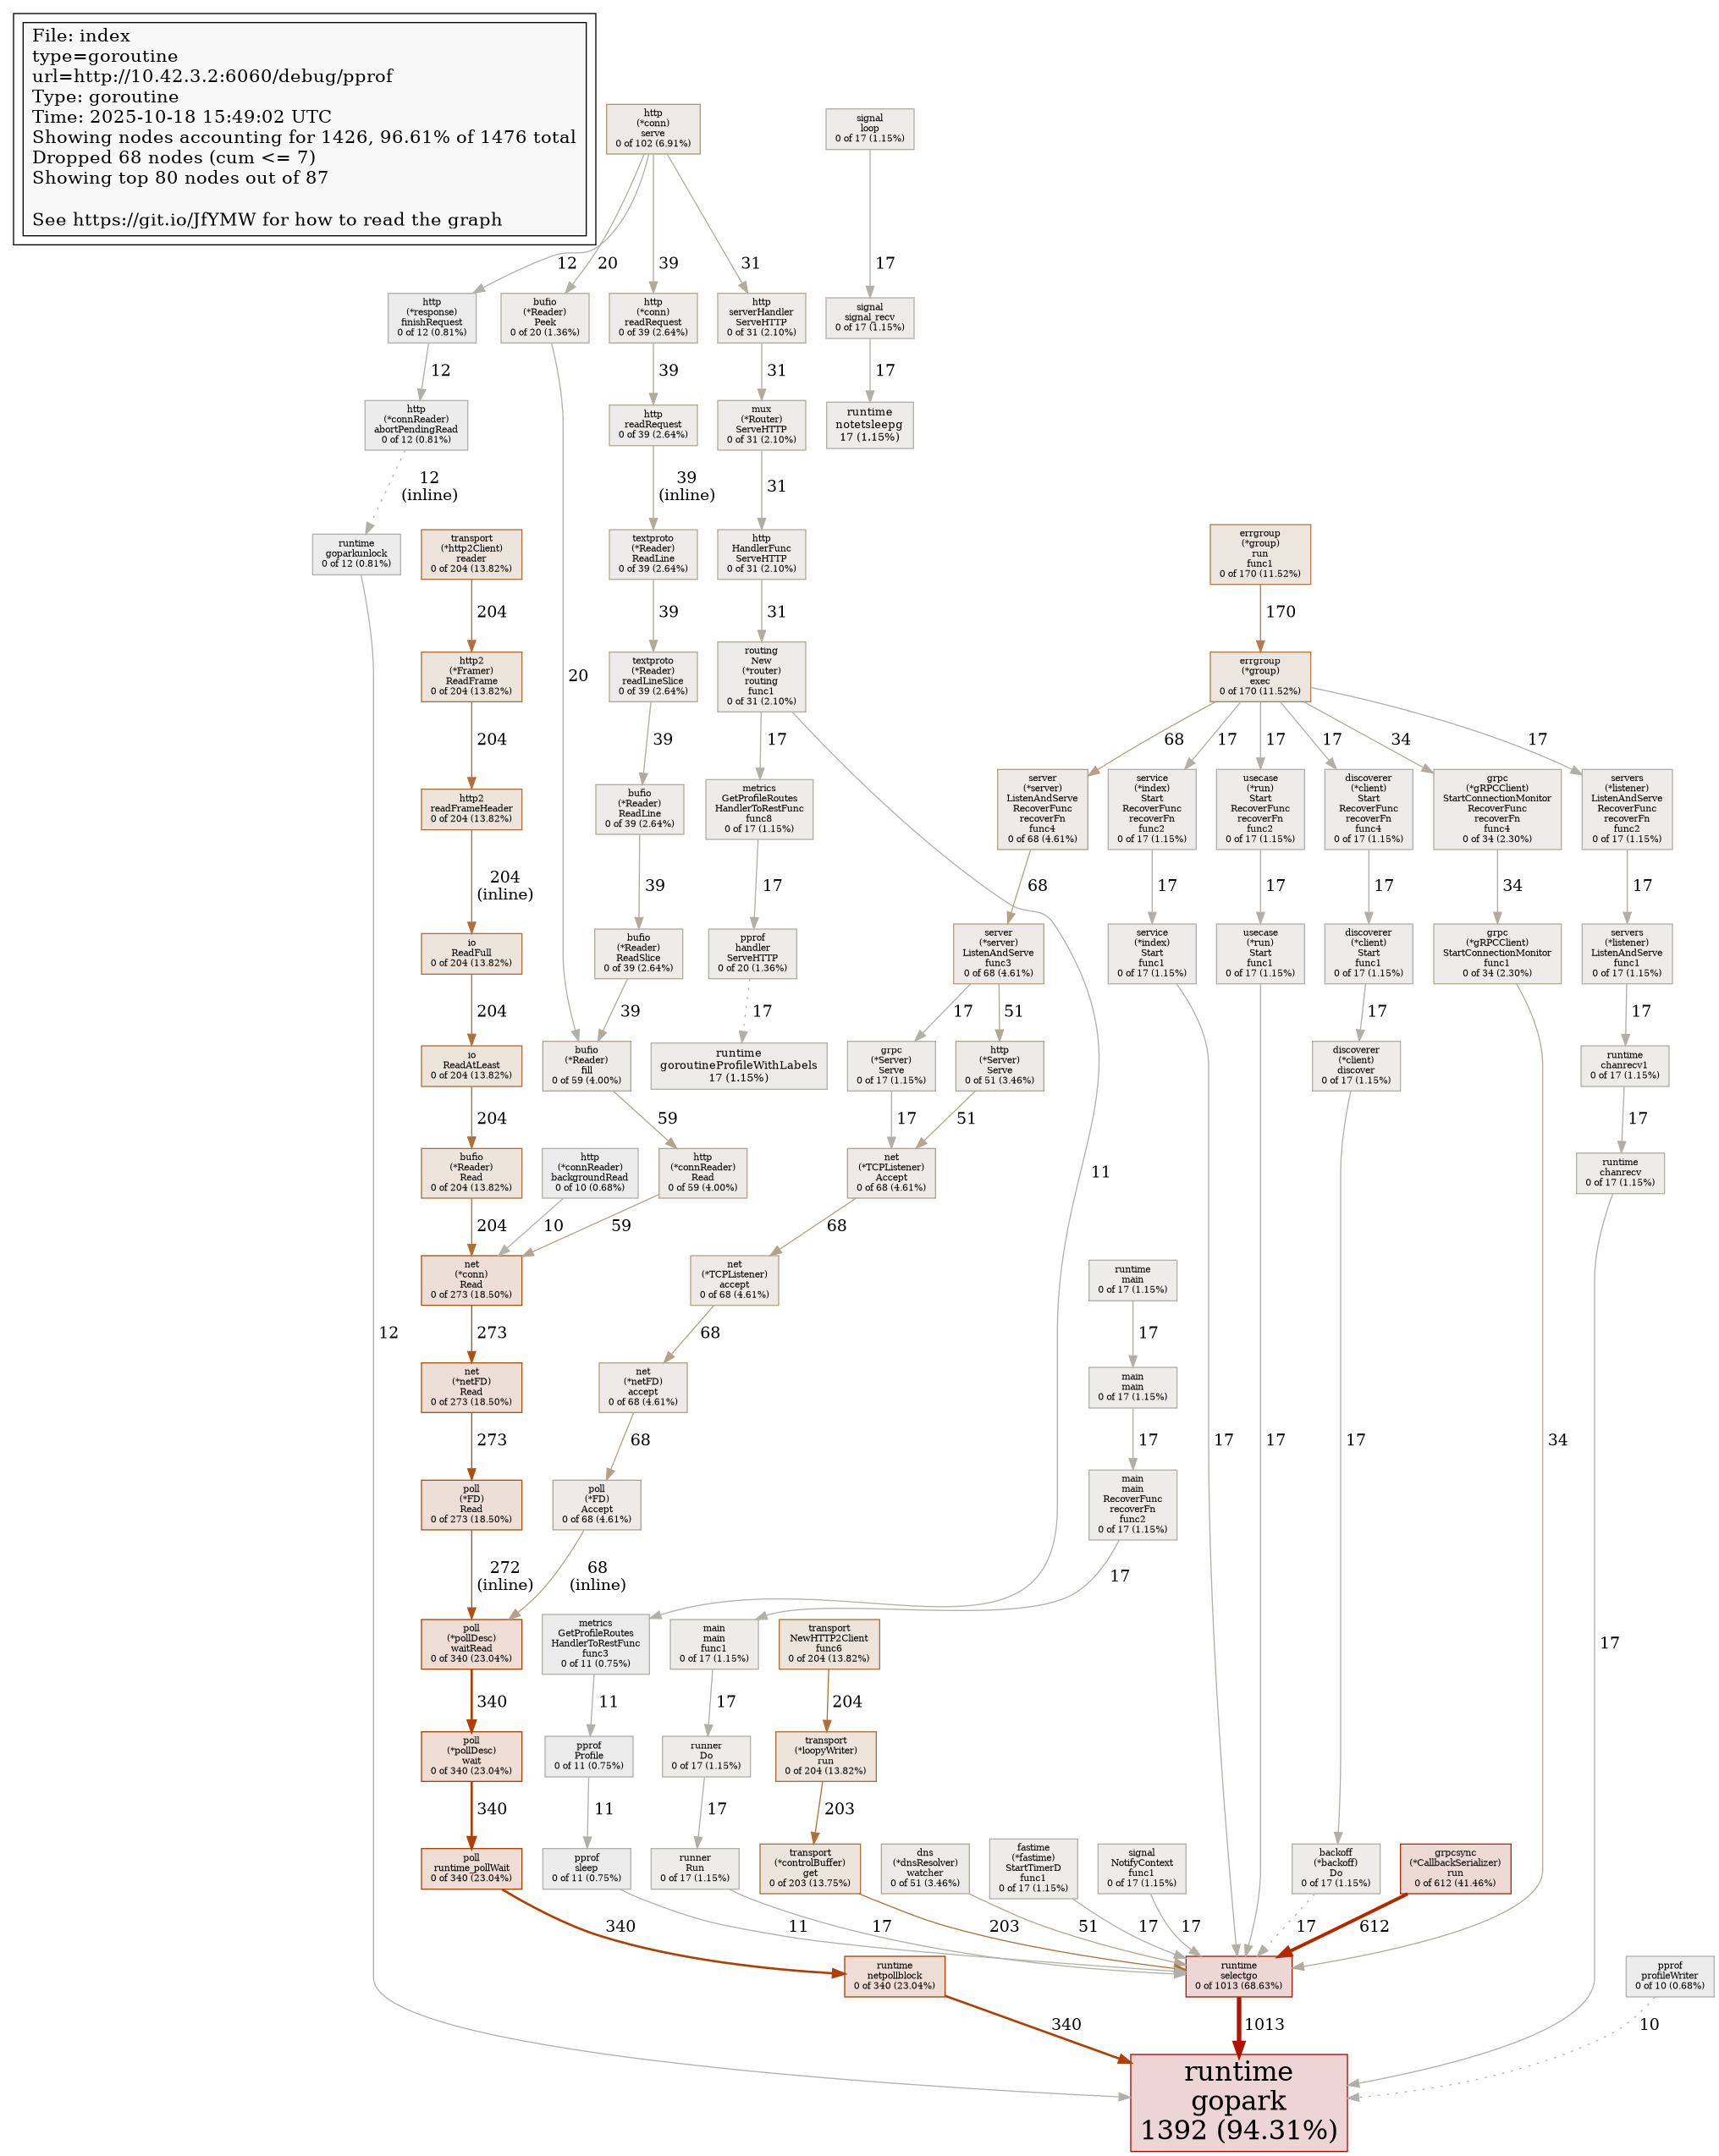 File: index
type=goroutine
url=http://10.42.3.2:6060/debug/pprof
Type: goroutine
Time: 2025-10-18 15:49:02 UTC
Showing nodes accounting for 1426, 96.61% of 1476 total
Dropped 68 nodes (cum <= 7)
Showing top 80 nodes out of 87
See https://git.io/JfYMW for how to read the graph
http
(*conn)
serve
0 of 102 (6.91%)
signal
loop
0 of 17 (1.15%)
12
20
39
31
17
http
(*response)
finishRequest
0 of 12 (0.81%)
bufio
(*Reader)
Peek
0 of 20 (1.36%)
http
(*conn)
readRequest
0 of 39 (2.64%)
http
serverHandler
ServeHTTP
0 of 31 (2.10%)
signal
signal_recv
0 of 17 (1.15%)
12
39
31
17
http
(*connReader)
abortPendingRead
0 of 12 (0.81%)
http
readRequest
0 of 39 (2.64%)
mux
(*Router)
ServeHTTP
0 of 31 (2.10%)
runtime
notetsleepg
17 (1.15%)
12
(inline)
39
(inline)
31
runtime
goparkunlock
0 of 12 (0.81%)
transport
(*http2Client)
reader
0 of 204 (13.82%)
textproto
(*Reader)
ReadLine
0 of 39 (2.64%)
http
HandlerFunc
ServeHTTP
0 of 31 (2.10%)
errgroup
(*group)
run
func1
0 of 170 (11.52%)
204
39
31
170
http2
(*Framer)
ReadFrame
0 of 204 (13.82%)
20
textproto
(*Reader)
readLineSlice
0 of 39 (2.64%)
routing
New
(*router)
routing
func1
0 of 31 (2.10%)
errgroup
(*group)
exec
0 of 170 (11.52%)
204
39
17
68
17
17
17
34
17
http2
readFrameHeader
0 of 204 (13.82%)
bufio
(*Reader)
ReadLine
0 of 39 (2.64%)
metrics
GetProfileRoutes
HandlerToRestFunc
func8
0 of 17 (1.15%)
server
(*server)
ListenAndServe
RecoverFunc
recoverFn
func4
0 of 68 (4.61%)
service
(*index)
Start
RecoverFunc
recoverFn
func2
0 of 17 (1.15%)
usecase
(*run)
Start
RecoverFunc
recoverFn
func2
0 of 17 (1.15%)
discoverer
(*client)
Start
RecoverFunc
recoverFn
func4
0 of 17 (1.15%)
grpc
(*gRPCClient)
StartConnectionMonitor
RecoverFunc
recoverFn
func4
0 of 34 (2.30%)
servers
(*listener)
ListenAndServe
RecoverFunc
recoverFn
func2
0 of 17 (1.15%)
204
(inline)
39
17
68
17
17
17
34
17
io
ReadFull
0 of 204 (13.82%)
bufio
(*Reader)
ReadSlice
0 of 39 (2.64%)
pprof
handler
ServeHTTP
0 of 20 (1.36%)
server
(*server)
ListenAndServe
func3
0 of 68 (4.61%)
service
(*index)
Start
func1
0 of 17 (1.15%)
usecase
(*run)
Start
func1
0 of 17 (1.15%)
discoverer
(*client)
Start
func1
0 of 17 (1.15%)
grpc
(*gRPCClient)
StartConnectionMonitor
func1
0 of 34 (2.30%)
servers
(*listener)
ListenAndServe
func1
0 of 17 (1.15%)
204
39
17
17
51
17
17
io
ReadAtLeast
0 of 204 (13.82%)
bufio
(*Reader)
fill
0 of 59 (4.00%)
runtime
goroutineProfileWithLabels
17 (1.15%)
grpc
(*Server)
Serve
0 of 17 (1.15%)
http
(*Server)
Serve
0 of 51 (3.46%)
discoverer
(*client)
discover
0 of 17 (1.15%)
runtime
chanrecv1
0 of 17 (1.15%)
204
59
17
51
17
bufio
(*Reader)
Read
0 of 204 (13.82%)
http
(*connReader)
backgroundRead
0 of 10 (0.68%)
http
(*connReader)
Read
0 of 59 (4.00%)
net
(*TCPListener)
Accept
0 of 68 (4.61%)
11
runtime
chanrecv
0 of 17 (1.15%)
204
10
59
68
net
(*conn)
Read
0 of 273 (18.50%)
net
(*TCPListener)
accept
0 of 68 (4.61%)
runtime
main
0 of 17 (1.15%)
12
273
68
17
net
(*netFD)
Read
0 of 273 (18.50%)
net
(*netFD)
accept
0 of 68 (4.61%)
main
main
0 of 17 (1.15%)
273
68
17
17
17
17
34
poll
(*FD)
Read
0 of 273 (18.50%)
poll
(*FD)
Accept
0 of 68 (4.61%)
main
main
RecoverFunc
recoverFn
func2
0 of 17 (1.15%)
272
(inline)
68
(inline)
17
poll
(*pollDesc)
waitRead
0 of 340 (23.04%)
metrics
GetProfileRoutes
HandlerToRestFunc
func3
0 of 11 (0.75%)
main
main
func1
0 of 17 (1.15%)
transport
NewHTTP2Client
func6
0 of 204 (13.82%)
17
340
11
17
204
poll
(*pollDesc)
wait
0 of 340 (23.04%)
pprof
Profile
0 of 11 (0.75%)
runner
Do
0 of 17 (1.15%)
transport
(*loopyWriter)
run
0 of 204 (13.82%)
340
11
17
203
poll
runtime_pollWait
0 of 340 (23.04%)
pprof
sleep
0 of 11 (0.75%)
runner
Run
0 of 17 (1.15%)
transport
(*controlBuffer)
get
0 of 203 (13.75%)
dns
(*dnsResolver)
watcher
0 of 51 (3.46%)
fastime
(*fastime)
StartTimerD
func1
0 of 17 (1.15%)
signal
NotifyContext
func1
0 of 17 (1.15%)
backoff
(*backoff)
Do
0 of 17 (1.15%)
grpcsync
(*CallbackSerializer)
run
0 of 612 (41.46%)
340
11
17
203
51
17
17
17
612
runtime
netpollblock
0 of 340 (23.04%)
runtime
selectgo
0 of 1013 (68.63%)
pprof
profileWriter
0 of 10 (0.68%)
340
1013
10
runtime
gopark
1392 (94.31%)